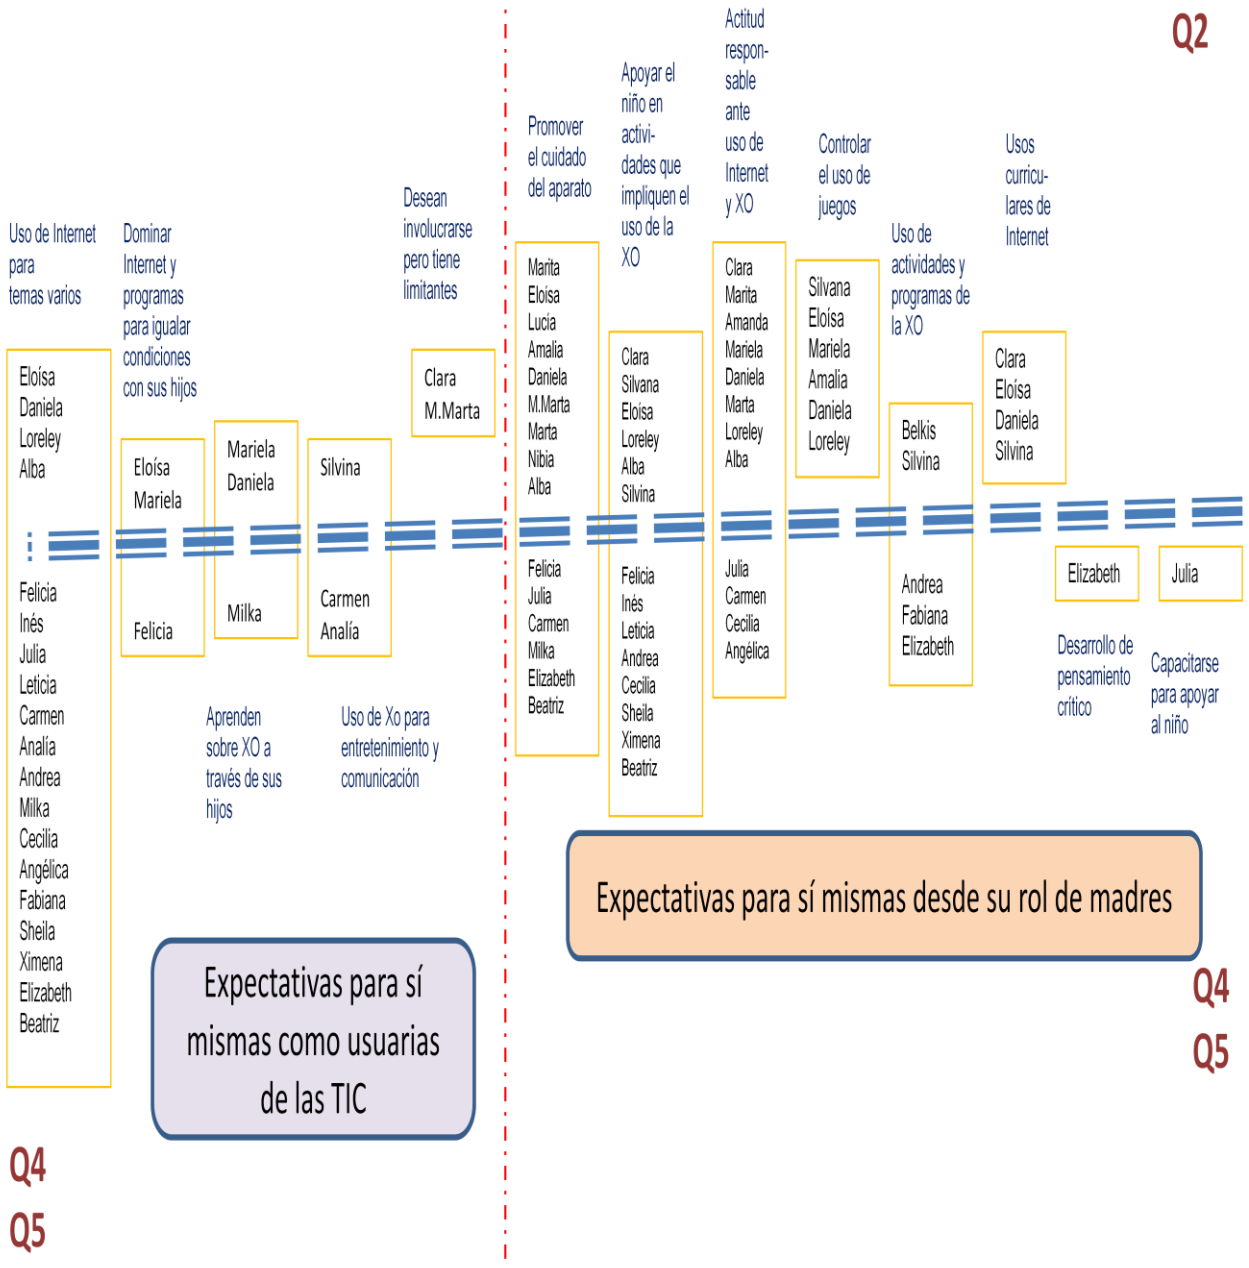 Q2
Uso de Internet
para
temas varios
Eloísa
Daniela
Loreley
Alba
Felicia
Inés
Julia
Leticia
Carmen
Analía
Andrea
Milka
Cecilia
Angélica
Fabiana
Sheila
Ximena
Elizabeth
Beatriz
Dominar
Internet y
programas
para igualar
condiciones
con sus hijos
Eloísa
Mariela
Felicia
Mariela
Daniela
Milka
Aprenden
sobre XO a
través de sus
hijos
Silvina
Carmen
Analía
Uso de Xo para
entretenimiento y
comunicación
Desean
involucrarse
pero tiene
limitantes
Clara
M.Marta
Promover
el cuidado
del aparato
Marita
Eloísa
Lucía
Amalia
Daniela
M.Marta
Marta
Nibia
Alba
Felicia
Julia
Carmen
Milka
Elizabeth
Beatriz
Apoyar el
niño en
activi-
dades que
impliquen el
uso de la
XO
Clara
Silvana
Eloísa
Loreley
Alba
Silvina
Felicia
Inés
Leticia
Andrea
Cecilia
Sheila
Ximena
Beatriz
Actitud
respon-
sable
ante
uso de
Internet
y XO
Clara
Marita
Amanda
Mariela
Daniela
Marta
Loreley
Alba
Julia
Carmen
Cecilia
Angélica
Controlar
el uso de
juegos
Silvana
Eloísa
Mariela
Amalia
Daniela
Loreley
Uso de
actividades y
programas de
la XO
Belkis
Silvina
Andrea
Fabiana
Elizabeth
Usos
curricu-
lares de
Internet
Clara
Eloísa
Daniela
Silvina
Elizabeth
Desarrollo de
pensamiento
crítico
Julia
Capacitarse
para apoyar
al niño
Expectativas para sí
mismas como usuarias
de las TIC
Expectativas para sí mismas desde su rol de madres
Q4
Q5
Q4
Q5